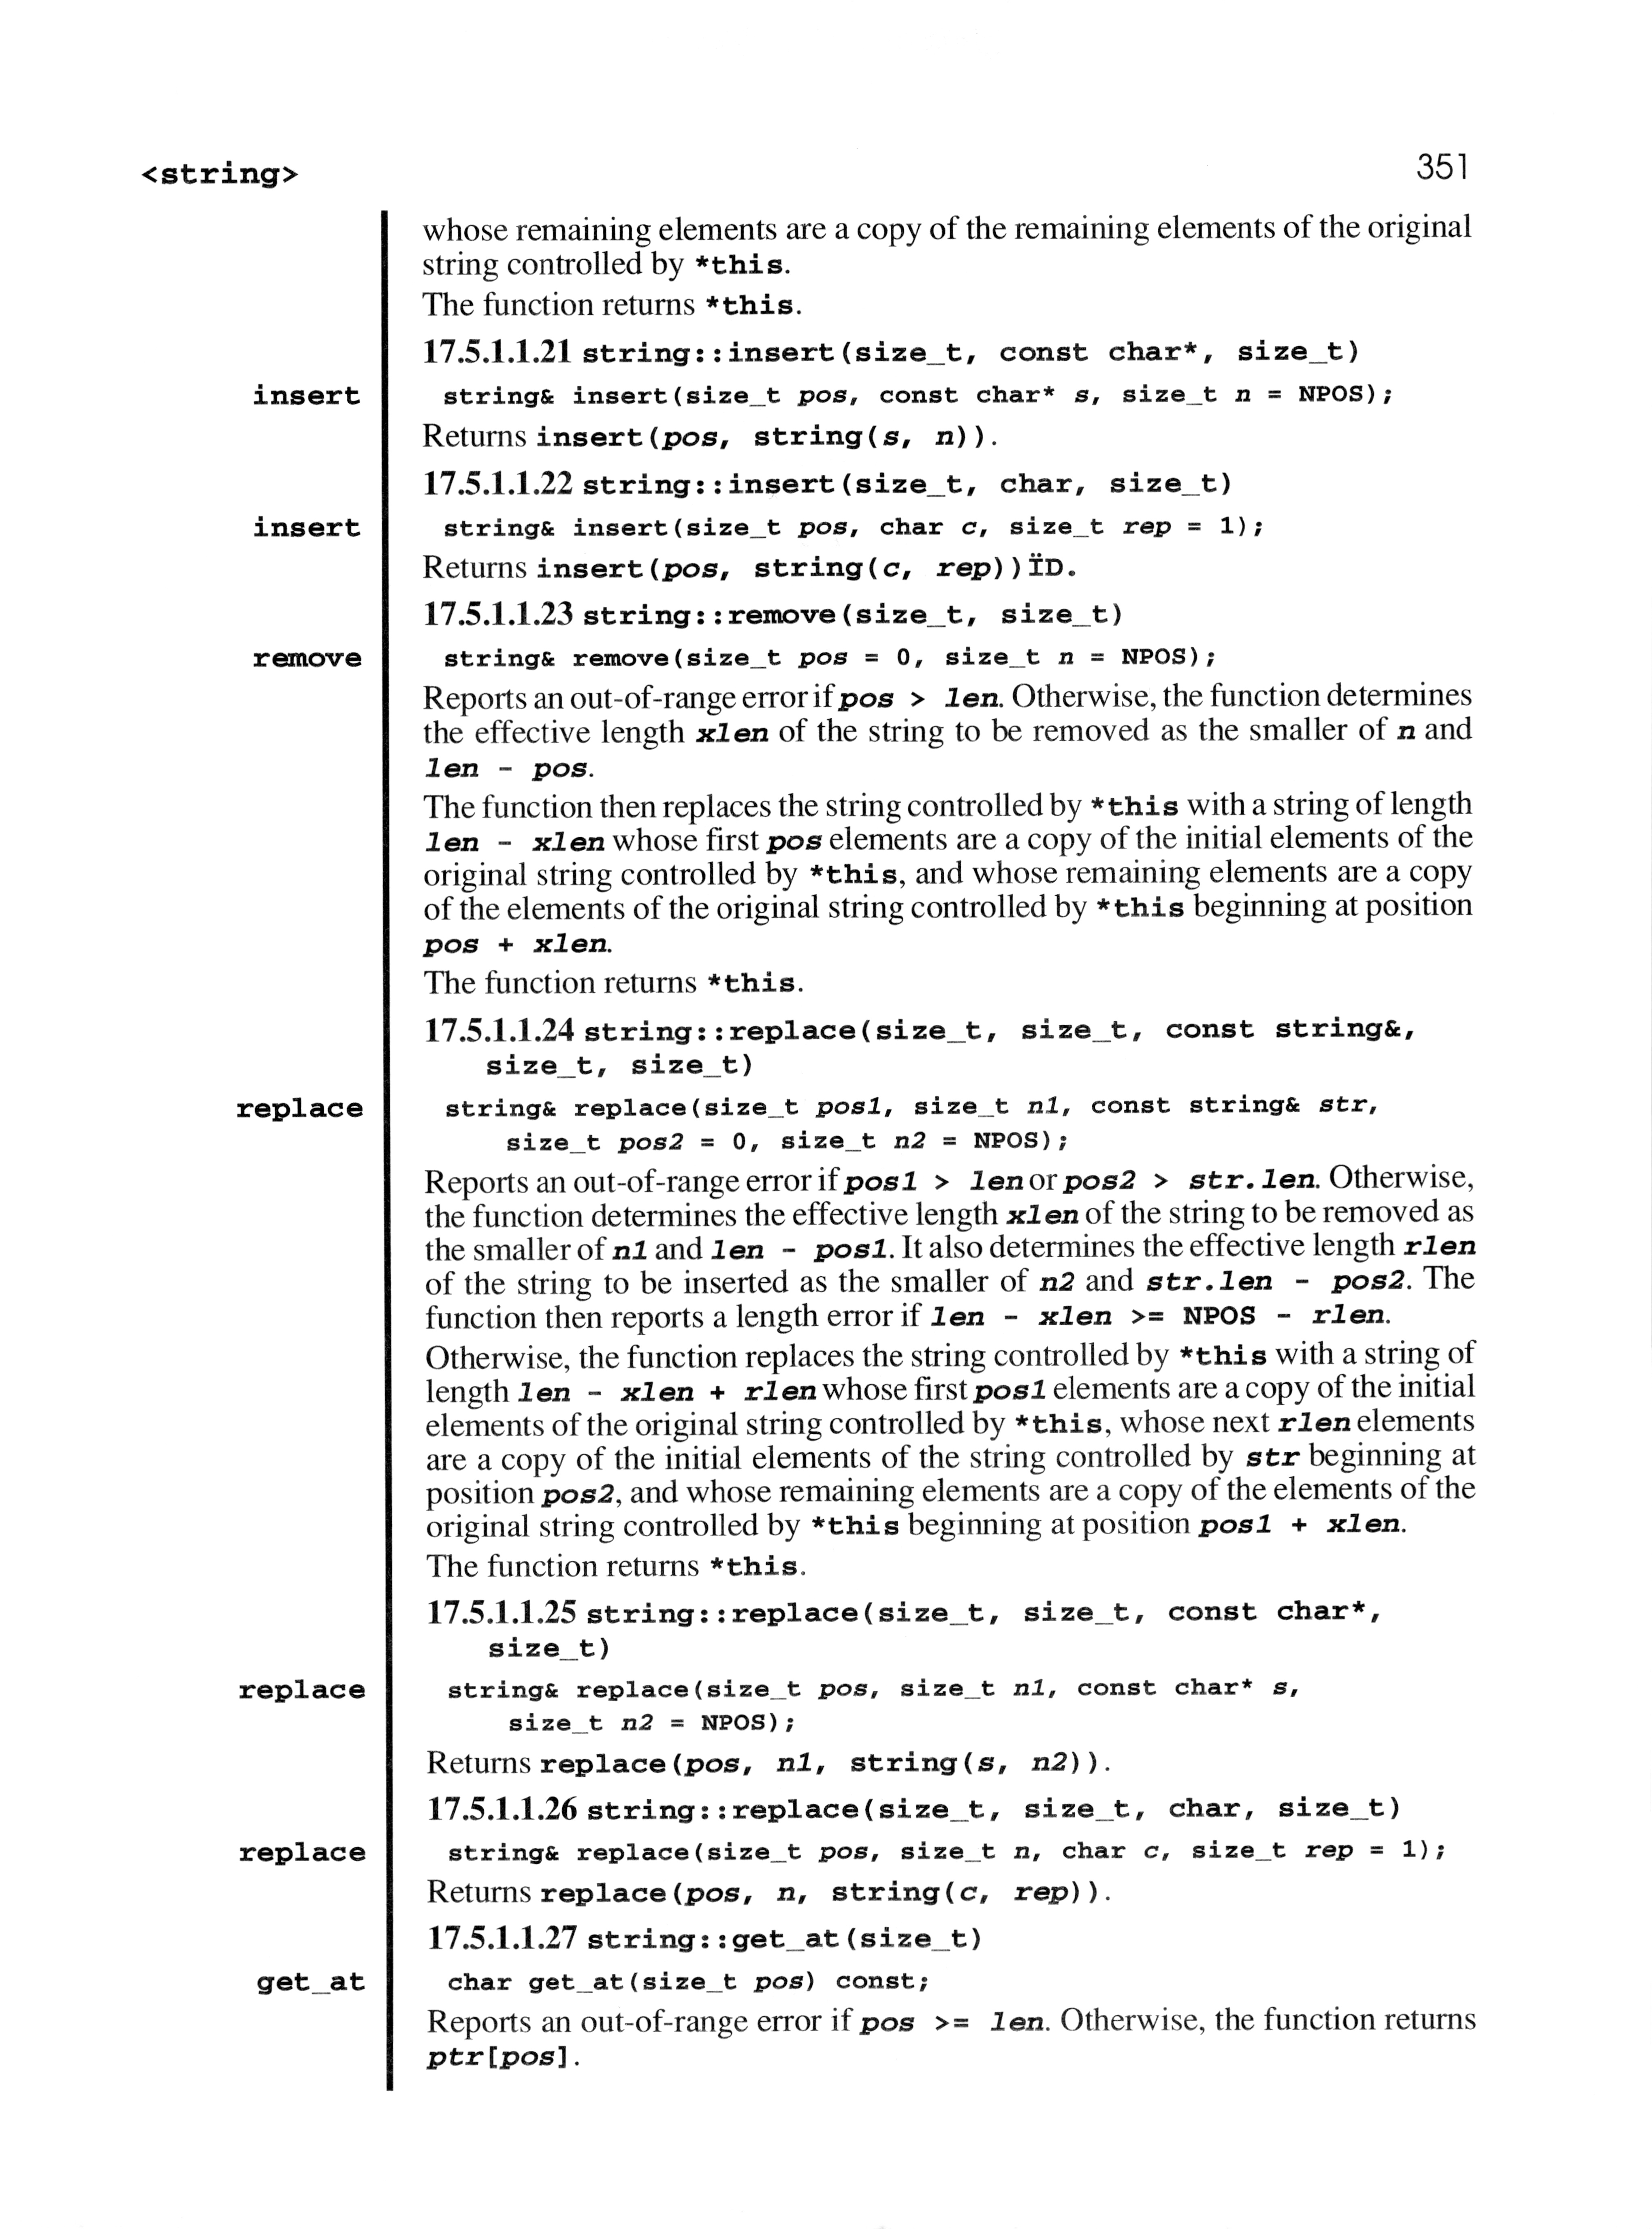 <string>
351
whose remaining elements are a copy of the remaining elements of the original
string controlled by *this.
The function returns *this.
17.5.1.1.21 string::insert(size_t, const char*, size_t)
insert string& insert(size_t pos, const char* s, size_t n = NPOS);
Returns insert(pos, string(s, n)).
17.5.1.1.22 string::insert(size_t, char, size_t)
insert string& insert(size_t pos, char c, size_t rep = 1);
Returns insert(pos, string(c, rep))ÏD.
17.5.1.1.23 string::remove(size_t, size_t)
remove string& remove(size_t pos = 0, size_t n = NPOS);
Reports an out-of-range error if pos > len. Otherwise, the function determines
the effective length xlen of the string to be removed as the smaller of n and
len - pos.
The function then replaces the string controlled by *this with a string of length
len - xlen whose first pos elements are a copy of the initial elements of the
original string controlled by *this, and whose remaining elements are a copy
of the elements of the original string controlled by *this beginning at position
pos + xlen.
The function returns *this.
17.5.1.1.24 string::replace(size_t, size_t, const string&,
size_t, size_t)
replace string& replace(size_t pos1, size_t n1, const string& str,
size_t pos2 = 0, size_t n2 = NPOS);
Reports an out-of-range error if pos1 > len or pos2 > str.len. Otherwise,
the function determines the effective length xlen of the string to be removed as
the smaller of n1 and len - pos1. It also determines the effective length rlen
of the string to be inserted as the smaller of n2 and str.len - pos2. The
function then reports a length error if len - xlen >= NPOS - rlen.
Otherwise, the function replaces the string controlled by *this with a string of
length len - xlen + rlen whose first pos1 elements are a copy of the initial
elements of the original string controlled by *this, whose next rlen elements
are a copy of the initial elements of the string controlled by str beginning at
position pos2, and whose remaining elements are a copy of the elements of the
original string controlled by *this beginning at position pos1 + xlen.
The function returns *this.
17.5.1.1.25 string::replace(size_t, size_t, const char*,
size_t)
replace string& replace(size_t pos, size_t n1, const char* s,
size_t n2 = NPOS);
Returns replace(pos, n1, string(s, n2)).
17.5.1.1.26 string::replace(size_t, size_t, char, size_t)
replace string& replace(size_t pos, size_t n, char c, size_t rep = 1);
Returns replace(pos, n, string(c, rep)).
17.5.1.1.27 string::get_at(size_t)
get_at char get_at(size_t pos) const;
Reports an out-of-range error if pos >= len. Otherwise, the function returns
ptr[pos].